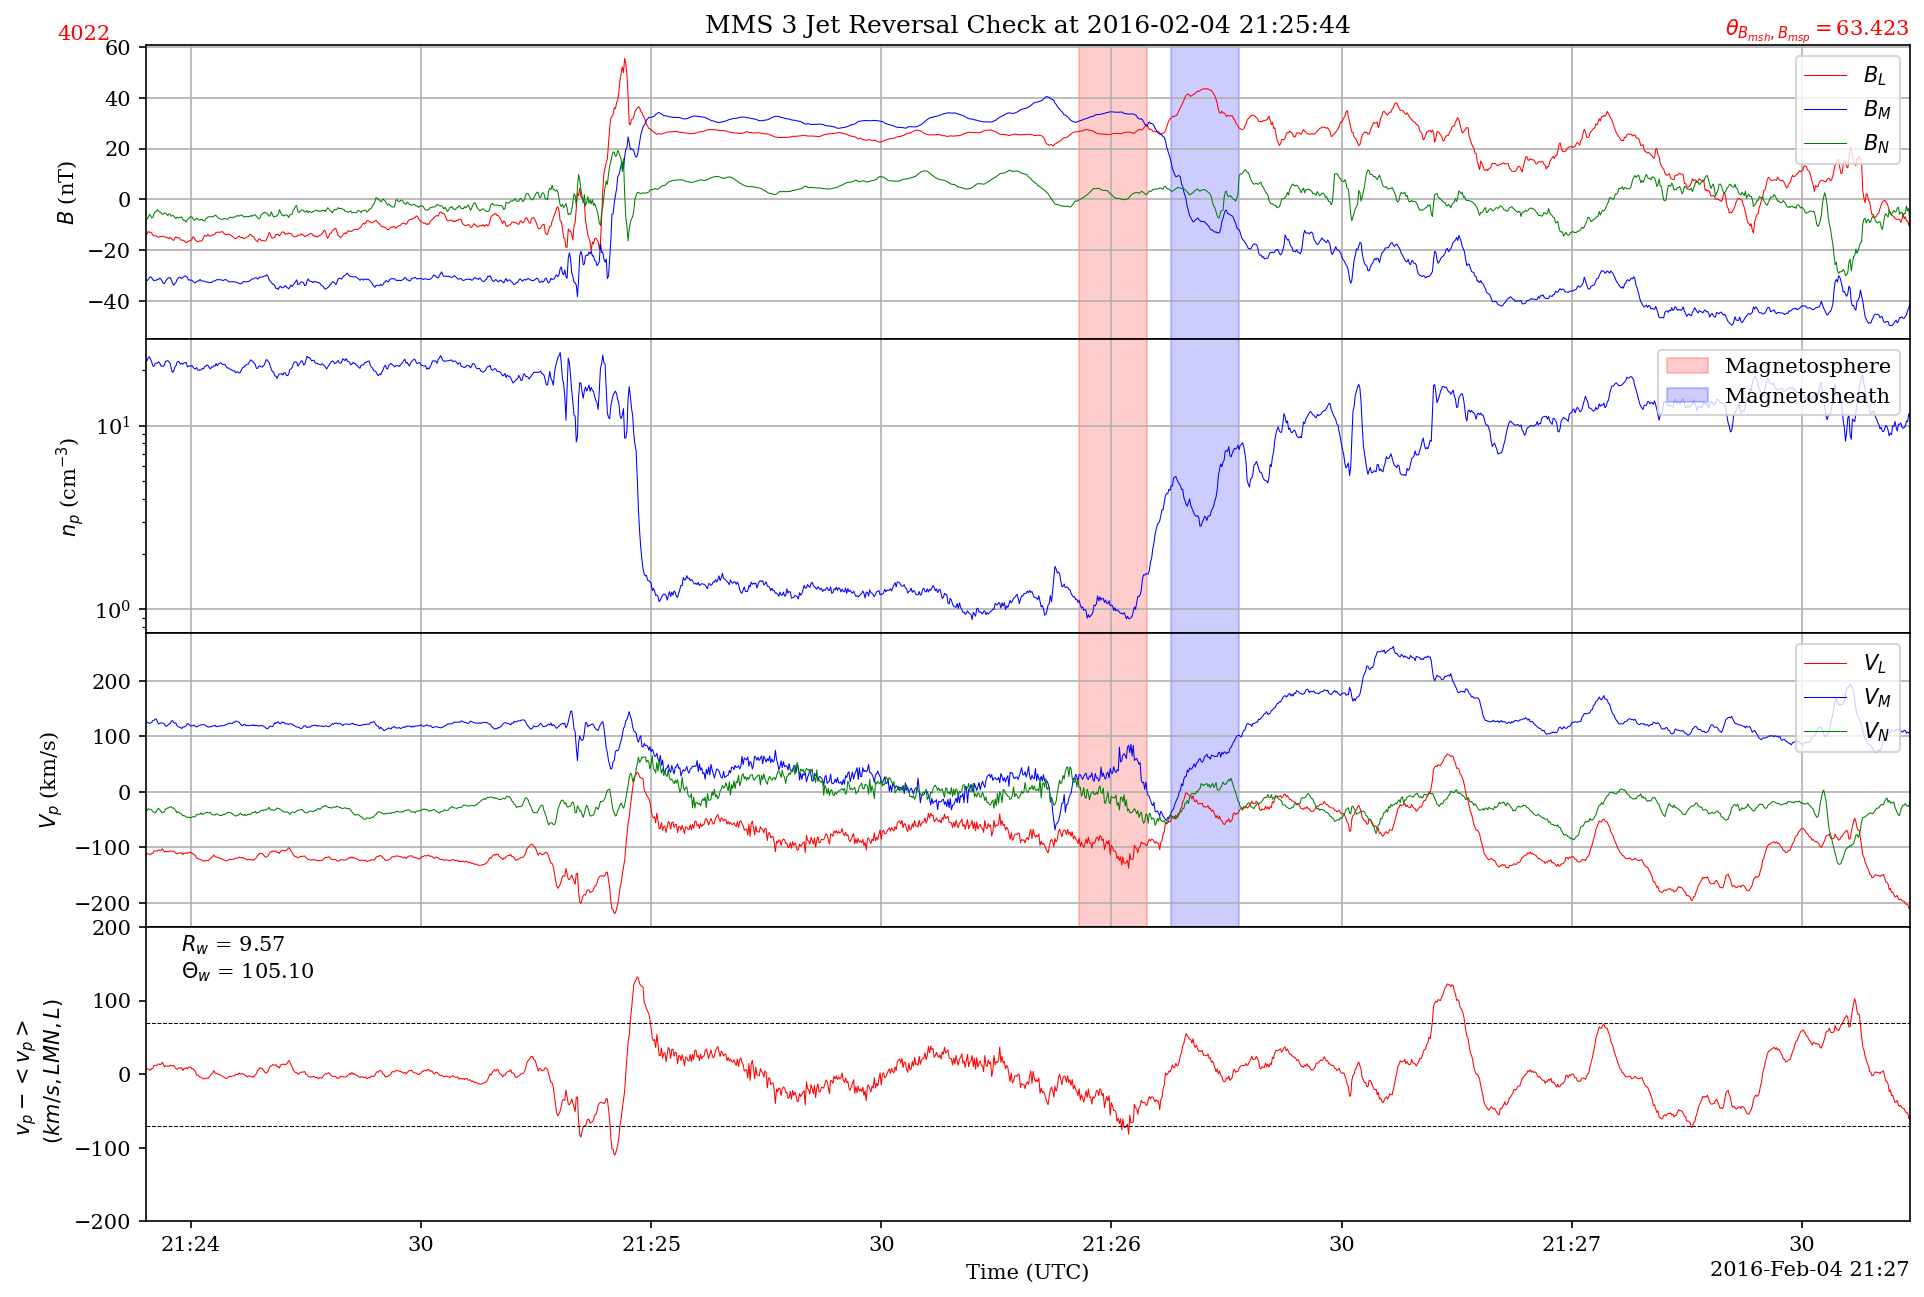 MMS 3 Jet Reversal Check at 2016-02-04 21:25:44
4022
θ_{B_{msh}, B_{msp}} = 63.423
60
40
20
0
−20
−40
B (nT)
B_L
B_M
B_N
10^1
10^0
n_p (cm^{−3})
Magnetosphere
Magnetosheath
200
100
0
−100
−200
V_p (km/s)
V_L
V_M
V_N
200
100
0
−100
−200
v_p − < v_p >
(km/s, LMN, L)
R_w = 9.57
Θ_w = 105.10
21:24 30 21:25 30 21:26 30 21:27 30
Time (UTC)
2016-Feb-04 21:27